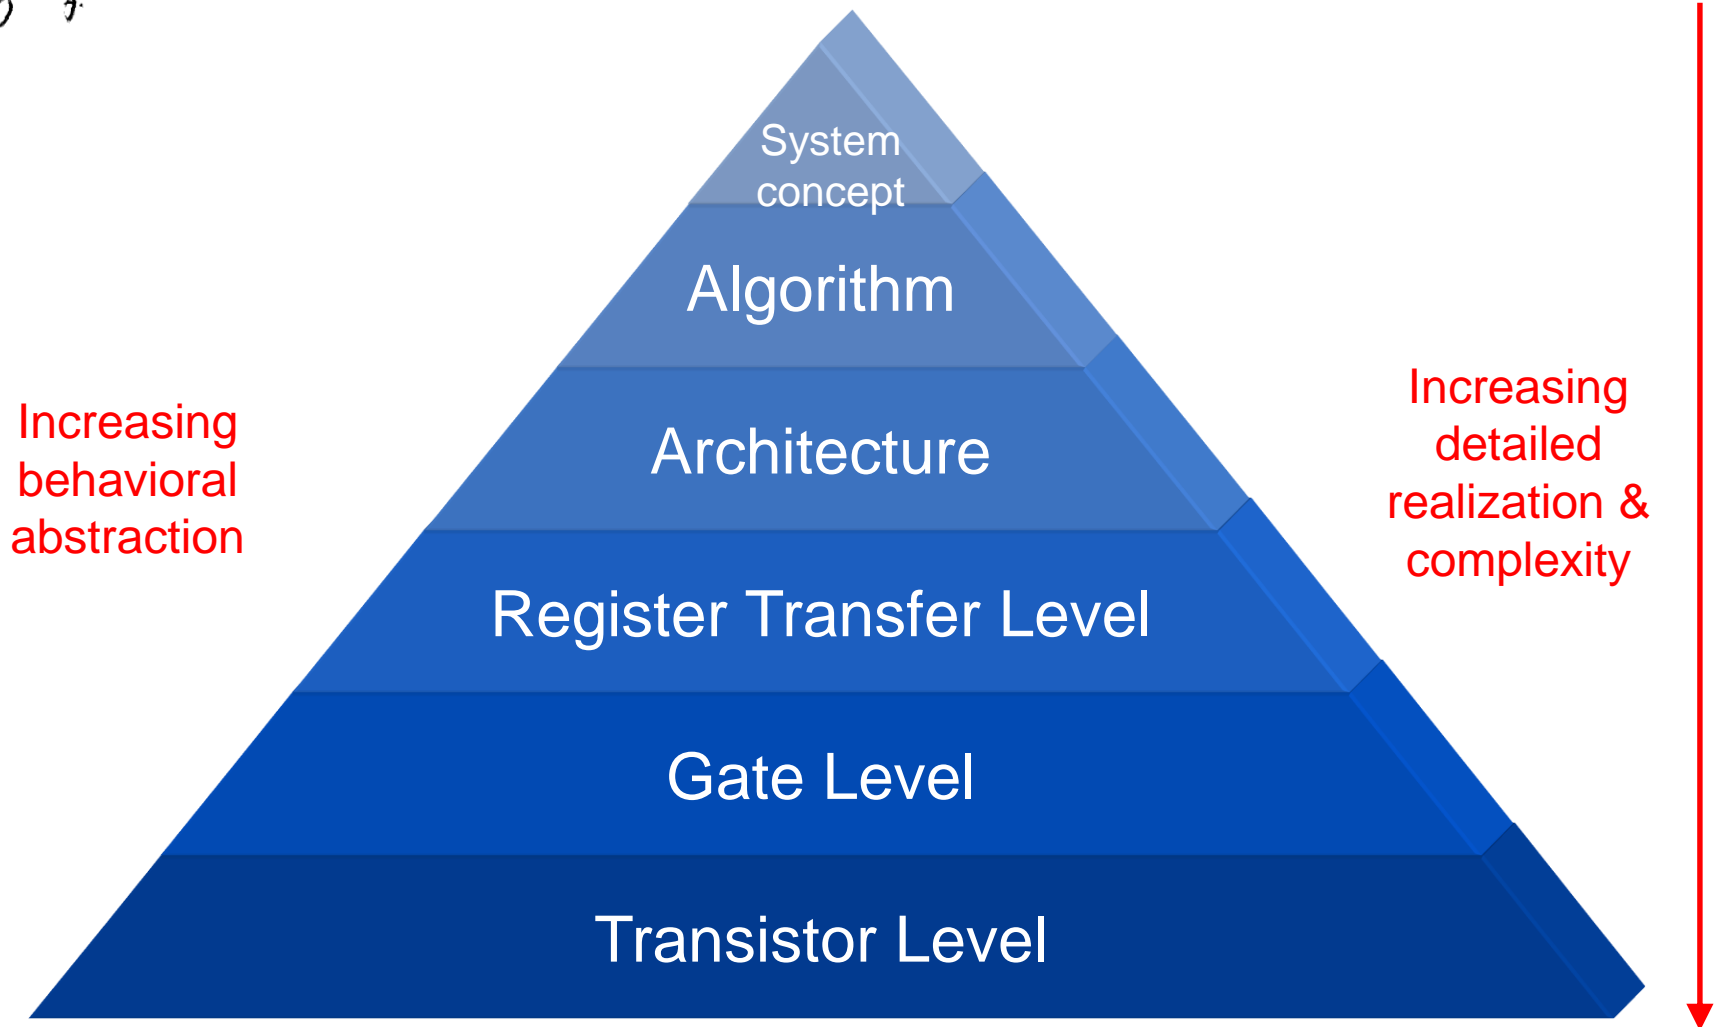 System
concept
Algorithm
Architecture
Register Transfer Level
Gate Level
Transistor Level
Increasing
behavioral
abstraction
Increasing
detailed
realization &
complexity